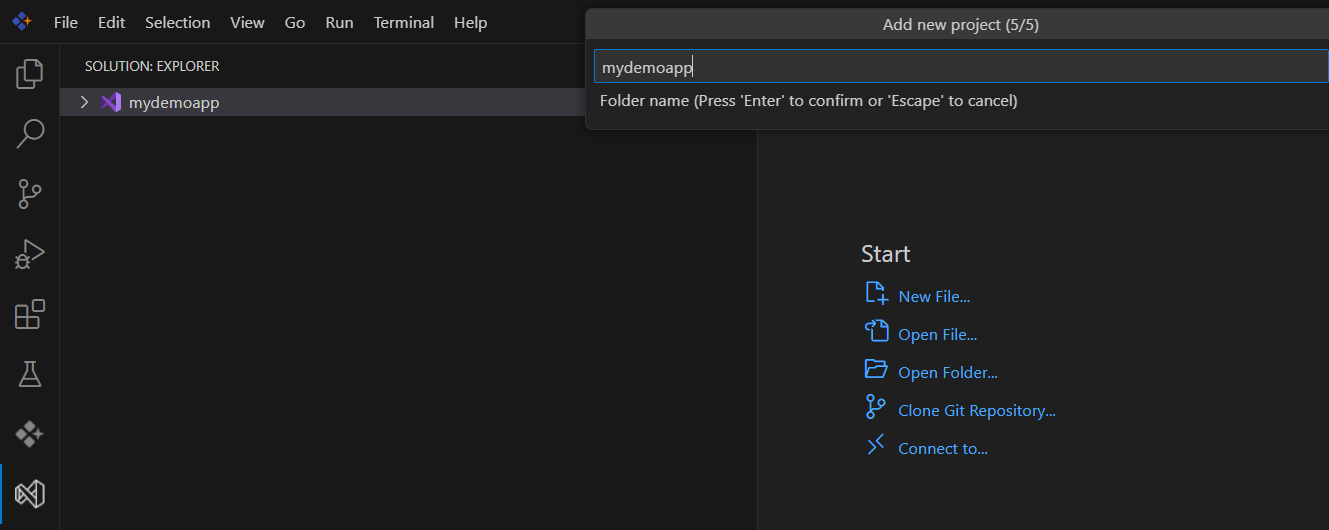 File Edit Selection View Go Run Terminal Help
Add new project (5/5)
mydemoapp
Folder name (Press 'Enter' to confirm or 'Escape' to cancel)
SOLUTION: EXPLORER
mydemoapp
Start
New File...
Open File...
Open Folder...
Clone Git Repository...
Connect to...